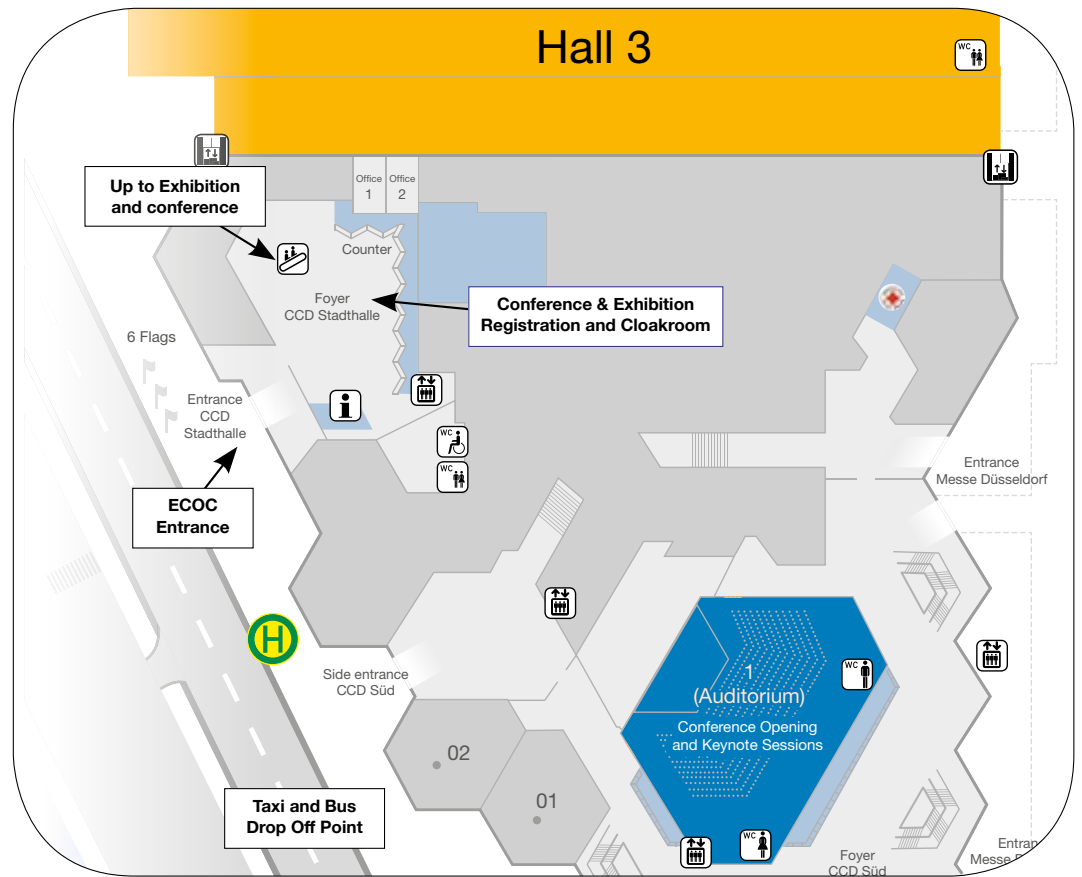 Hall 3
WC
Up to Exhibition
and conference
Office
1
Office
2
Counter
Foyer
CCD Stadthalle
Conference & Exhibition
Registration and Cloakroom
6 Flags
Entrance
CCD
Stadthalle
i
WC
WC
ECOC
Entrance
Entrance
Messe Düsseldorf
H
Side entrance
CCD Süd
1
(Auditorium)
WC
Conference Opening
and Keynote Sessions
02
01
Taxi and Bus
Drop Off Point
WC
Foyer
CCD Süd
Messe